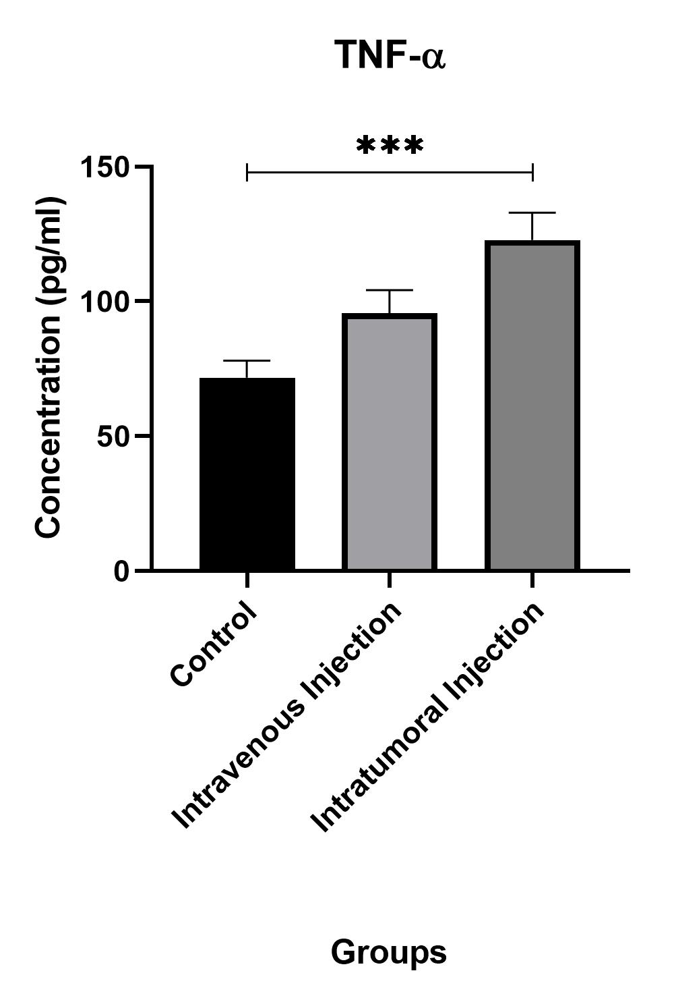 TNF-α
***
150
100
50
0
Concentration (pg/ml)
Control
Intravenous Injection
Intratumoral Injection
Groups